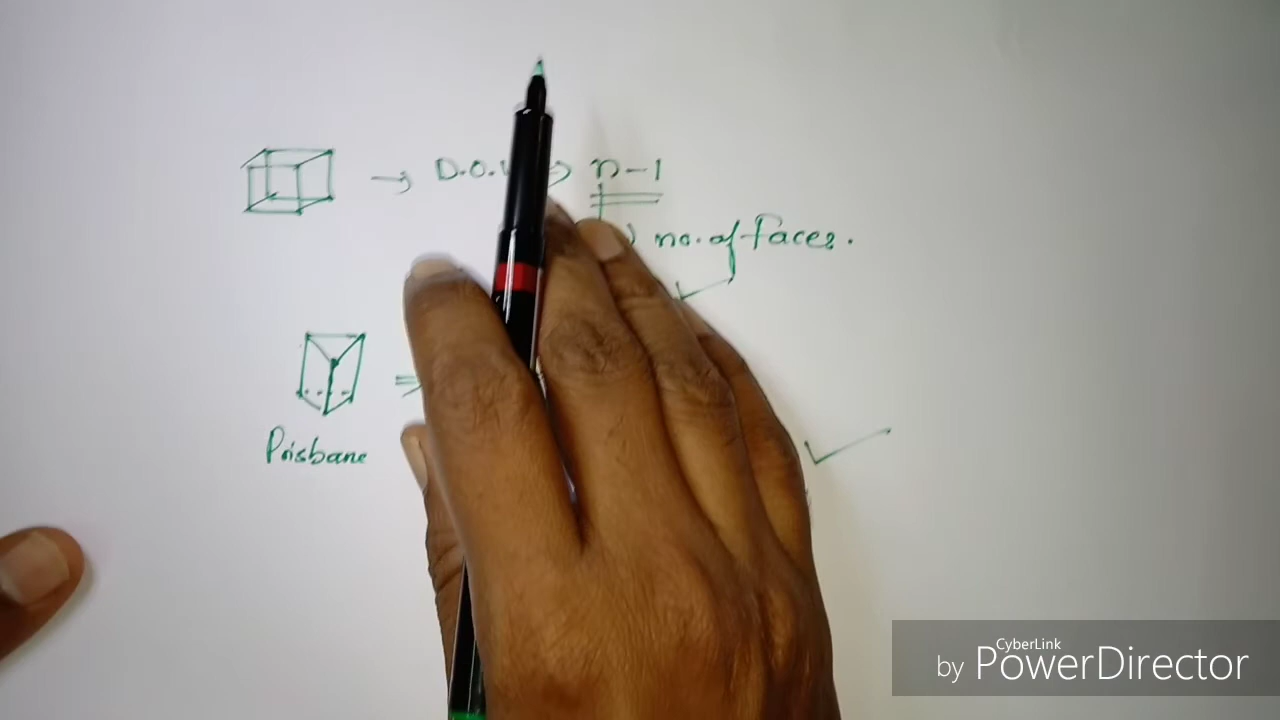 → D.O. n-1
no. of faces.
Prisbane
CyberLink
by PowerDirector